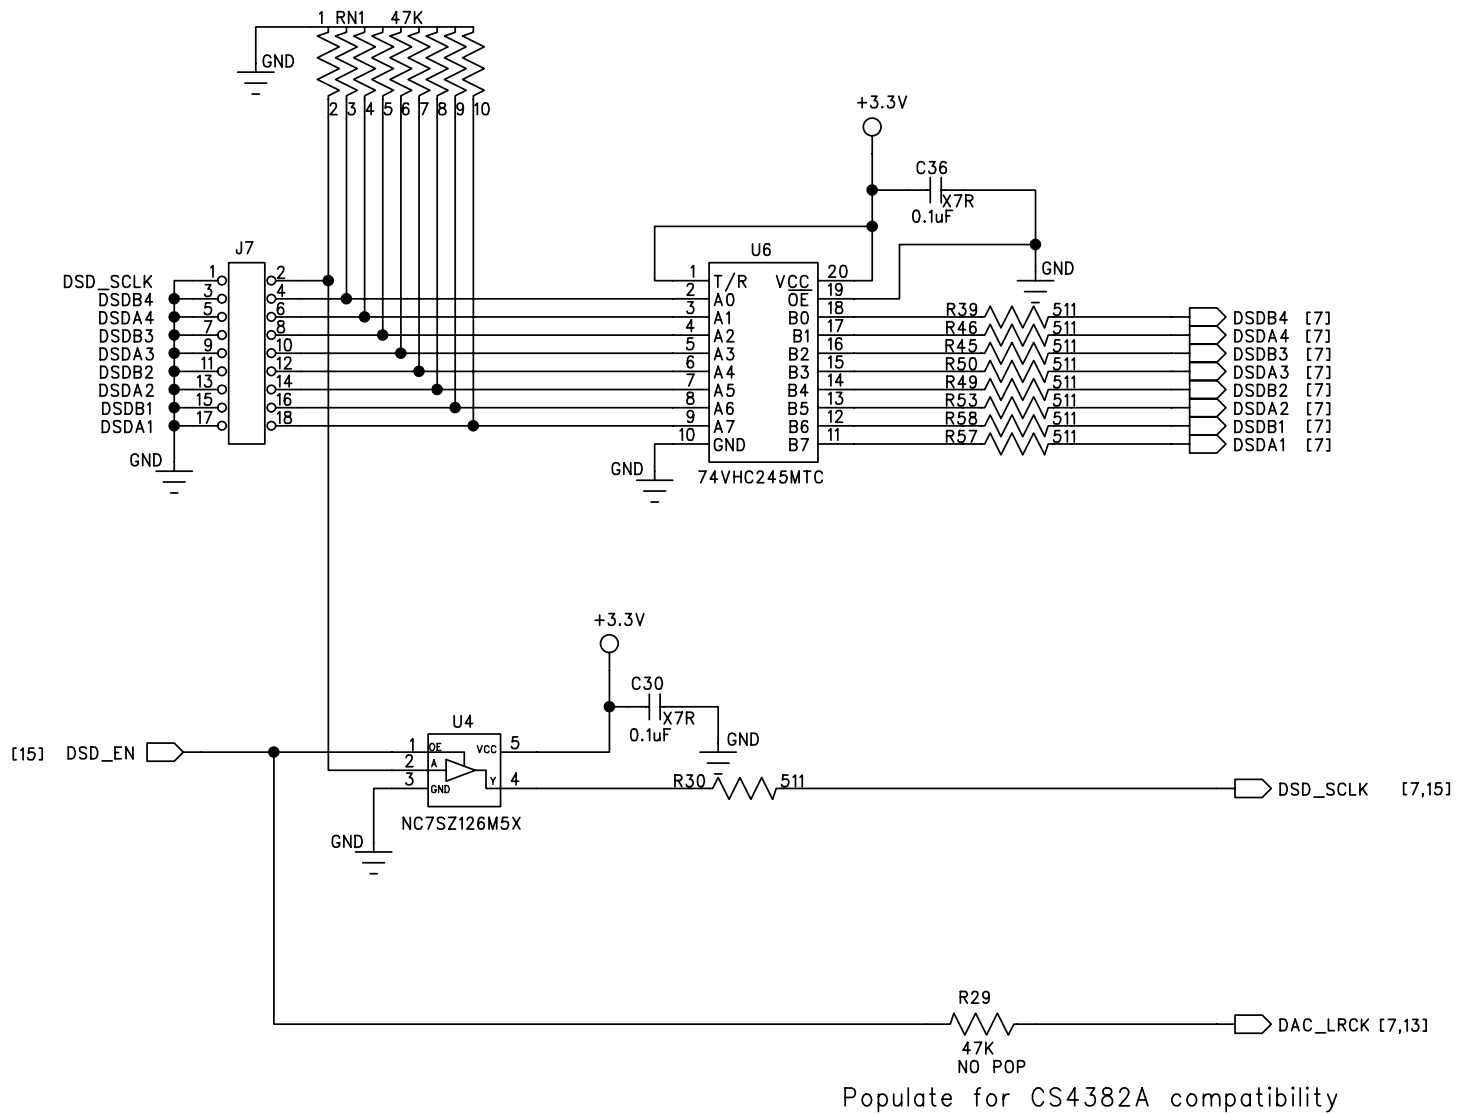 1 RN1 47K
GND
2 3 4 5 6 7 8 9 10
+3.3V
C36
X7R
0.1uF
GND
J7
DSD_SCLK 1 2
DSDB4 3 4
DSDA4 5 6
DSDB3 7 8
DSDA3 9 10
DSDB2 11 12
DSDA2 13 14
DSDB1 15 16
DSDA1 17 18
GND
U6
1 T/R VCC 20
2 A0 OE 19
3 A1 B0 18 R39 511 DSDB4 [7]
4 A2 B1 17 R46 511 DSDA4 [7]
5 A3 B2 16 R45 511 DSDB3 [7]
6 A4 B3 15 R50 511 DSDA3 [7]
7 A5 B4 14 R49 511 DSDB2 [7]
8 A6 B5 13 R53 511 DSDA2 [7]
9 A7 B6 12 R58 511 DSDB1 [7]
10 GND B7 11 R57 511 DSDA1 [7]
GND
74VHC245MTC
+3.3V
C30
X7R
0.1uF
GND
U4
[15] DSD_EN 1 OE VCC 5
2 A
3 GND Y 4 R30 511 DSD_SCLK [7,15]
NC7SZ126M5X
GND
R29
DAC_LRCK [7,13]
47K
NO POP
Populate for CS4382A compatibility